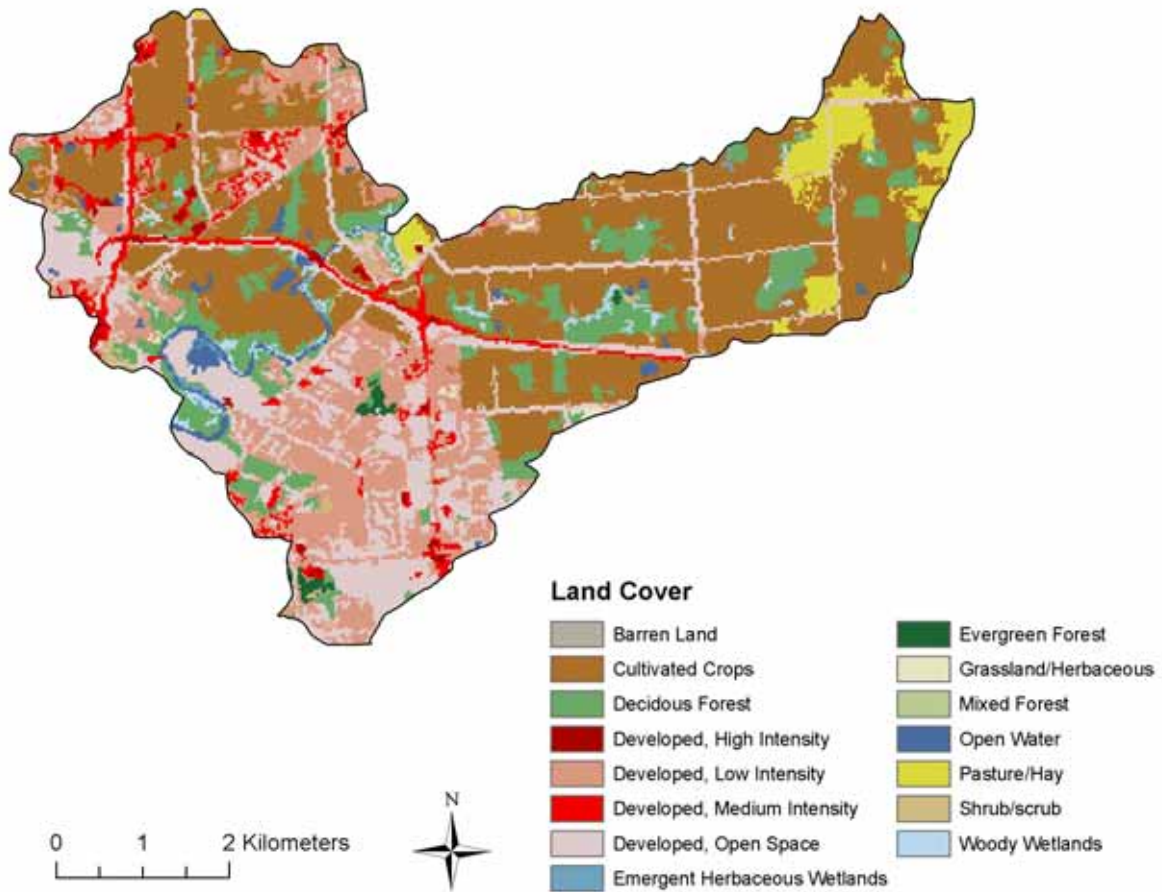 Land Cover
Barren Land
Cultivated Crops
Decidous Forest
Developed, High Intensity
Developed, Low Intensity
Developed, Medium Intensity
Developed, Open Space
Emergent Herbaceous Wetlands
Evergreen Forest
Grassland/Herbaceous
Mixed Forest
Open Water
Pasture/Hay
Shrub/scrub
Woody Wetlands
N
0 1 2 Kilometers